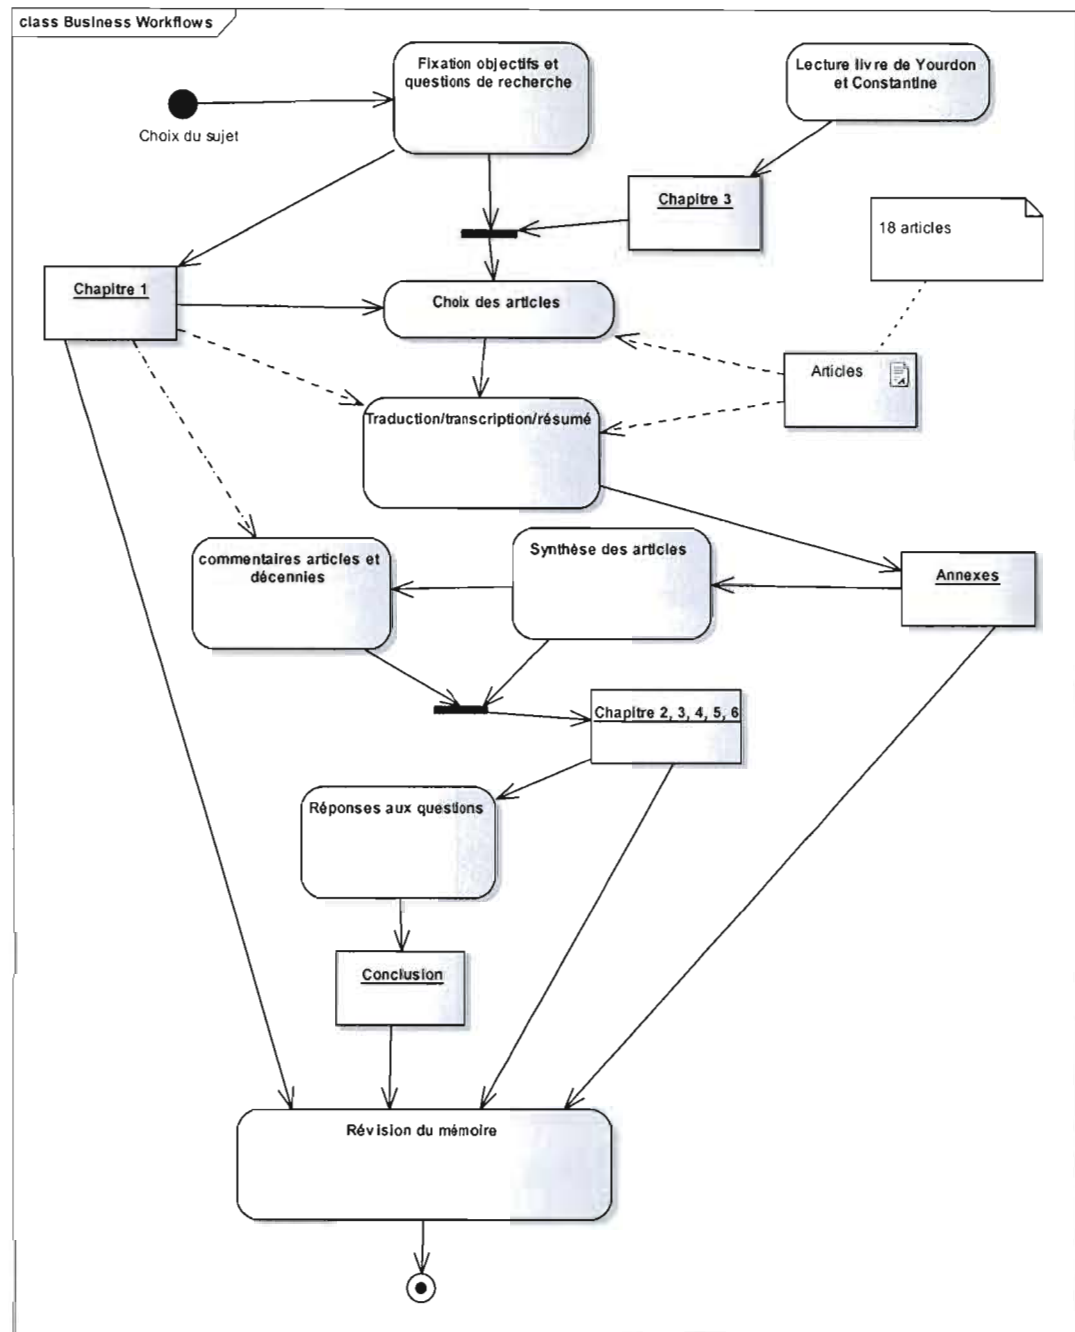 class Business Workflows
Fixation objectifs et
questions de recherche
Lecture livre de Yourdon
et Constantine
Choix du sujet
Chapitre 3
18 articles
Chapitre 1
Choix des articles
Articles
Traduction/transcription/résumé
commentaires articles et
décennies
Synthèse des articles
Annexes
Chapitre 2, 3, 4, 5, 6
Réponses aux questions
Conclusion
Révision du mémoire